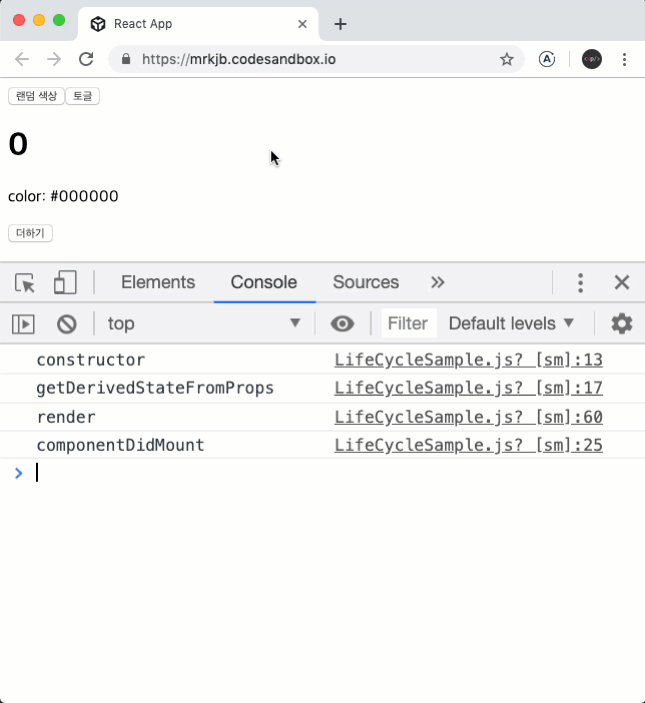 React App
https://mrkjb.codesandbox.io
랜덤 색상 토글
0
color: #000000
더하기
Elements Console Sources
top Filter Default levels
constructor LifeCycleSample.js? [sm]:13
getDerivedStateFromProps LifeCycleSample.js? [sm]:17
render LifeCycleSample.js? [sm]:60
componentDidMount LifeCycleSample.js? [sm]:25